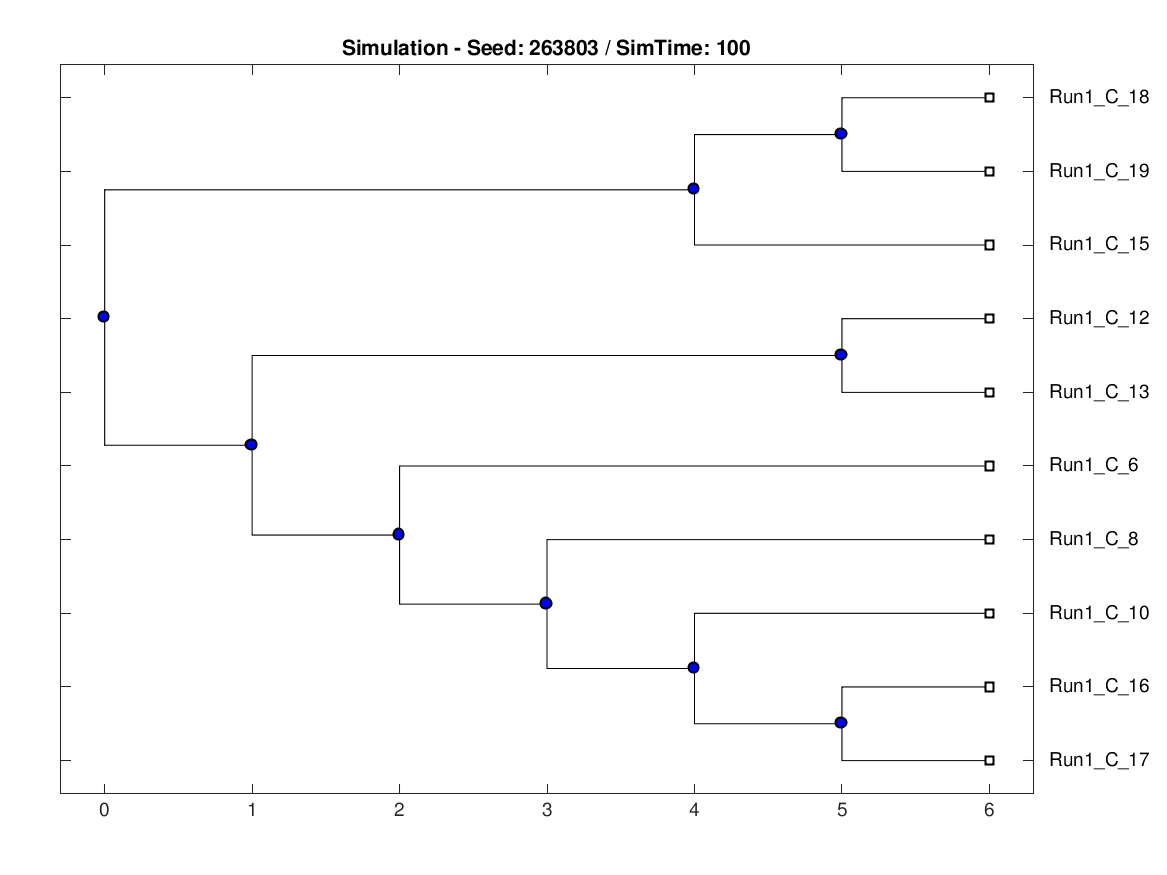 Simulation - Seed: 263803 / SimTime: 100
Run1_C_18
Run1_C_19
Run1_C_15
Run1_C_12
Run1_C_13
Run1_C_6
Run1_C_8
Run1_C_10
Run1_C_16
Run1_C_17
0 1 2 3 4 5 6